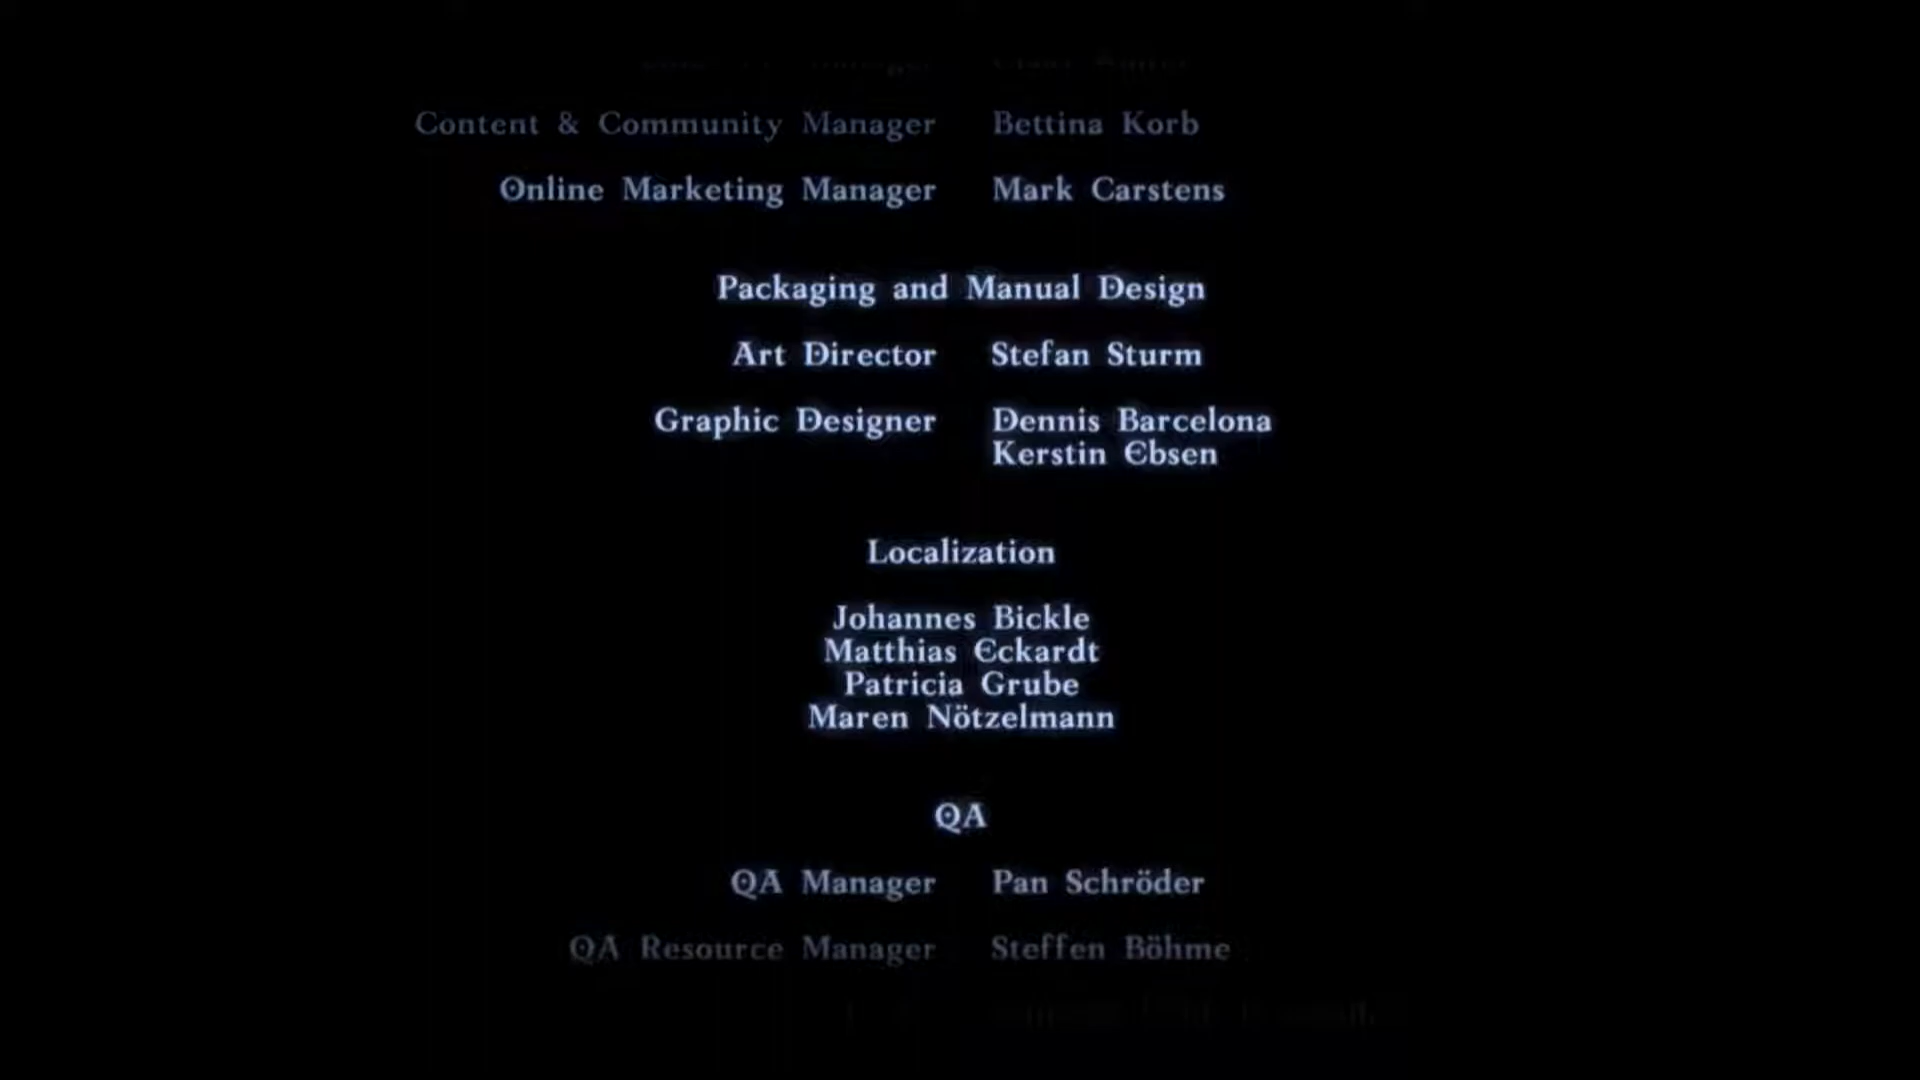 Manager
Content & Community Manager Bettina Korb
Online Marketing Manager Mark Carstens
Packaging and Manual Design
Art Director Stefan Sturm
Graphic Designer Dennis Barcelona
Kerstin Ebsen
Localization
Johannes Bickle
Matthias Eckardt
Patricia Grube
Maren Nötzelmann
QA
QA Manager Pan Schröder
QA Resource Manager Steffen Böhme